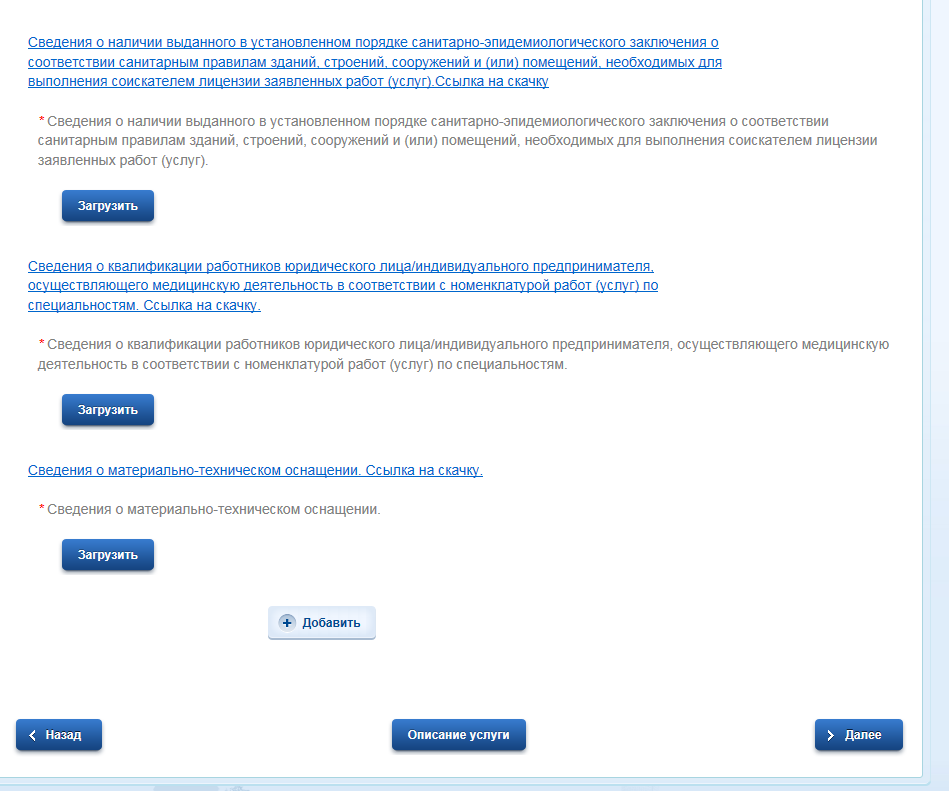 Сведения о наличии выданного в установленном порядке санитарно-эпидемиологического заключения о
соответствии санитарным правилам зданий, строений, сооружений и (или) помещений, необходимых для
выполнения соискателем лицензии заявленных работ (услуг).Ссылка на скачку
* Сведения о наличии выданного в установленном порядке санитарно-эпидемиологического заключения о соответствии
санитарным правилам зданий, строений, сооружений и (или) помещений, необходимых для выполнения соискателем лицензии
заявленных работ (услуг).
Загрузить
Сведения о квалификации работников юридического лица/индивидуального предпринимателя,
осуществляющего медицинскую деятельность в соответствии с номенклатурой работ (услуг) по
специальностям. Ссылка на скачку.
* Сведения о квалификации работников юридического лица/индивидуального предпринимателя, осуществляющего медицинскую
деятельность в соответствии с номенклатурой работ (услуг) по специальностям.
Загрузить
Сведения о материально-техническом оснащении. Ссылка на скачку.
* Сведения о материально-техническом оснащении.
Загрузить
Добавить
Назад
Описание услуги
Далее